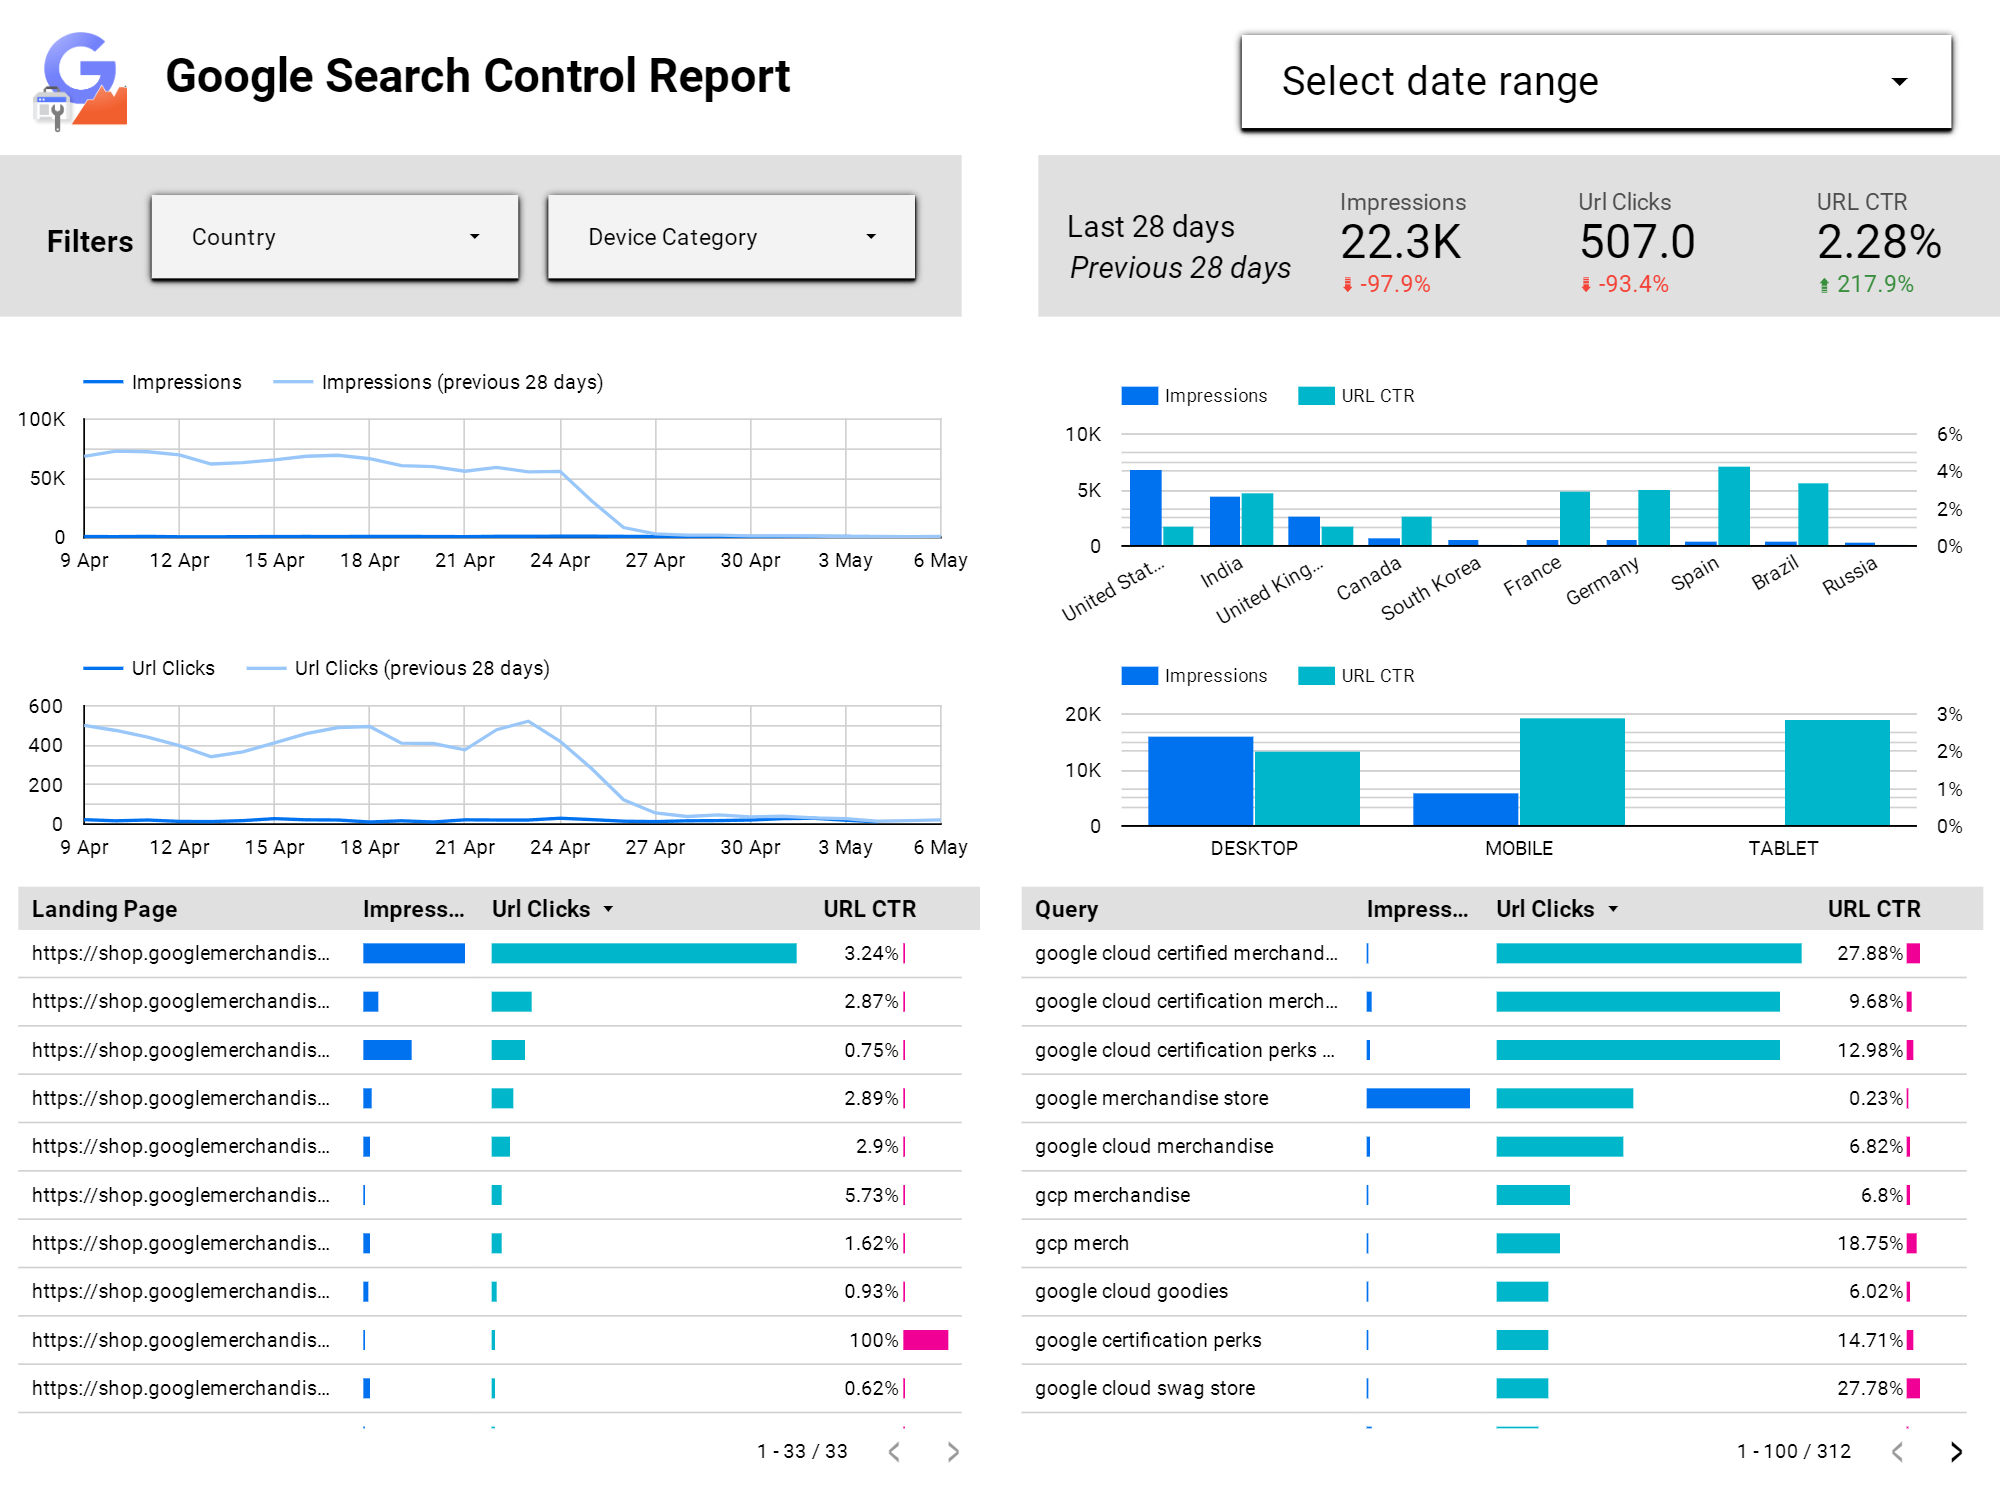 Google Search Control Report
Select date range
Filters
Country
Device Category
Last 28 days
Previous 28 days
Impressions
22.3K
-97.9%
Url Clicks
507.0
-93.4%
URL CTR
2.28%
217.9%
Impressions
Impressions (previous 28 days)
100K
50K
0
9 Apr 12 Apr 15 Apr 18 Apr 21 Apr 24 Apr 27 Apr 30 Apr 3 May 6 May
Impressions
URL CTR
10K
5K
0
6%
4%
2%
0%
United Stat...
India
United King...
Canada
South Korea
France
Germany
Spain
Brazil
Russia
Url Clicks
Url Clicks (previous 28 days)
600
400
200
0
9 Apr 12 Apr 15 Apr 18 Apr 21 Apr 24 Apr 27 Apr 30 Apr 3 May 6 May
Impressions
URL CTR
20K
10K
0
3%
2%
1%
0%
DESKTOP MOBILE TABLET
Landing Page Impress... Url Clicks URL CTR
https://shop.googlemerchandis... 3.24%
https://shop.googlemerchandis... 2.87%
https://shop.googlemerchandis... 0.75%
https://shop.googlemerchandis... 2.89%
https://shop.googlemerchandis... 2.9%
https://shop.googlemerchandis... 5.73%
https://shop.googlemerchandis... 1.62%
https://shop.googlemerchandis... 0.93%
https://shop.googlemerchandis... 100%
https://shop.googlemerchandis... 0.62%
1 - 33 / 33
Query Impress... Url Clicks URL CTR
google cloud certified merchand... 27.88%
google cloud certification merch... 9.68%
google cloud certification perks ... 12.98%
google merchandise store 0.23%
google cloud merchandise 6.82%
gcp merchandise 6.8%
gcp merch 18.75%
google cloud goodies 6.02%
google certification perks 14.71%
google cloud swag store 27.78%
1 - 100 / 312